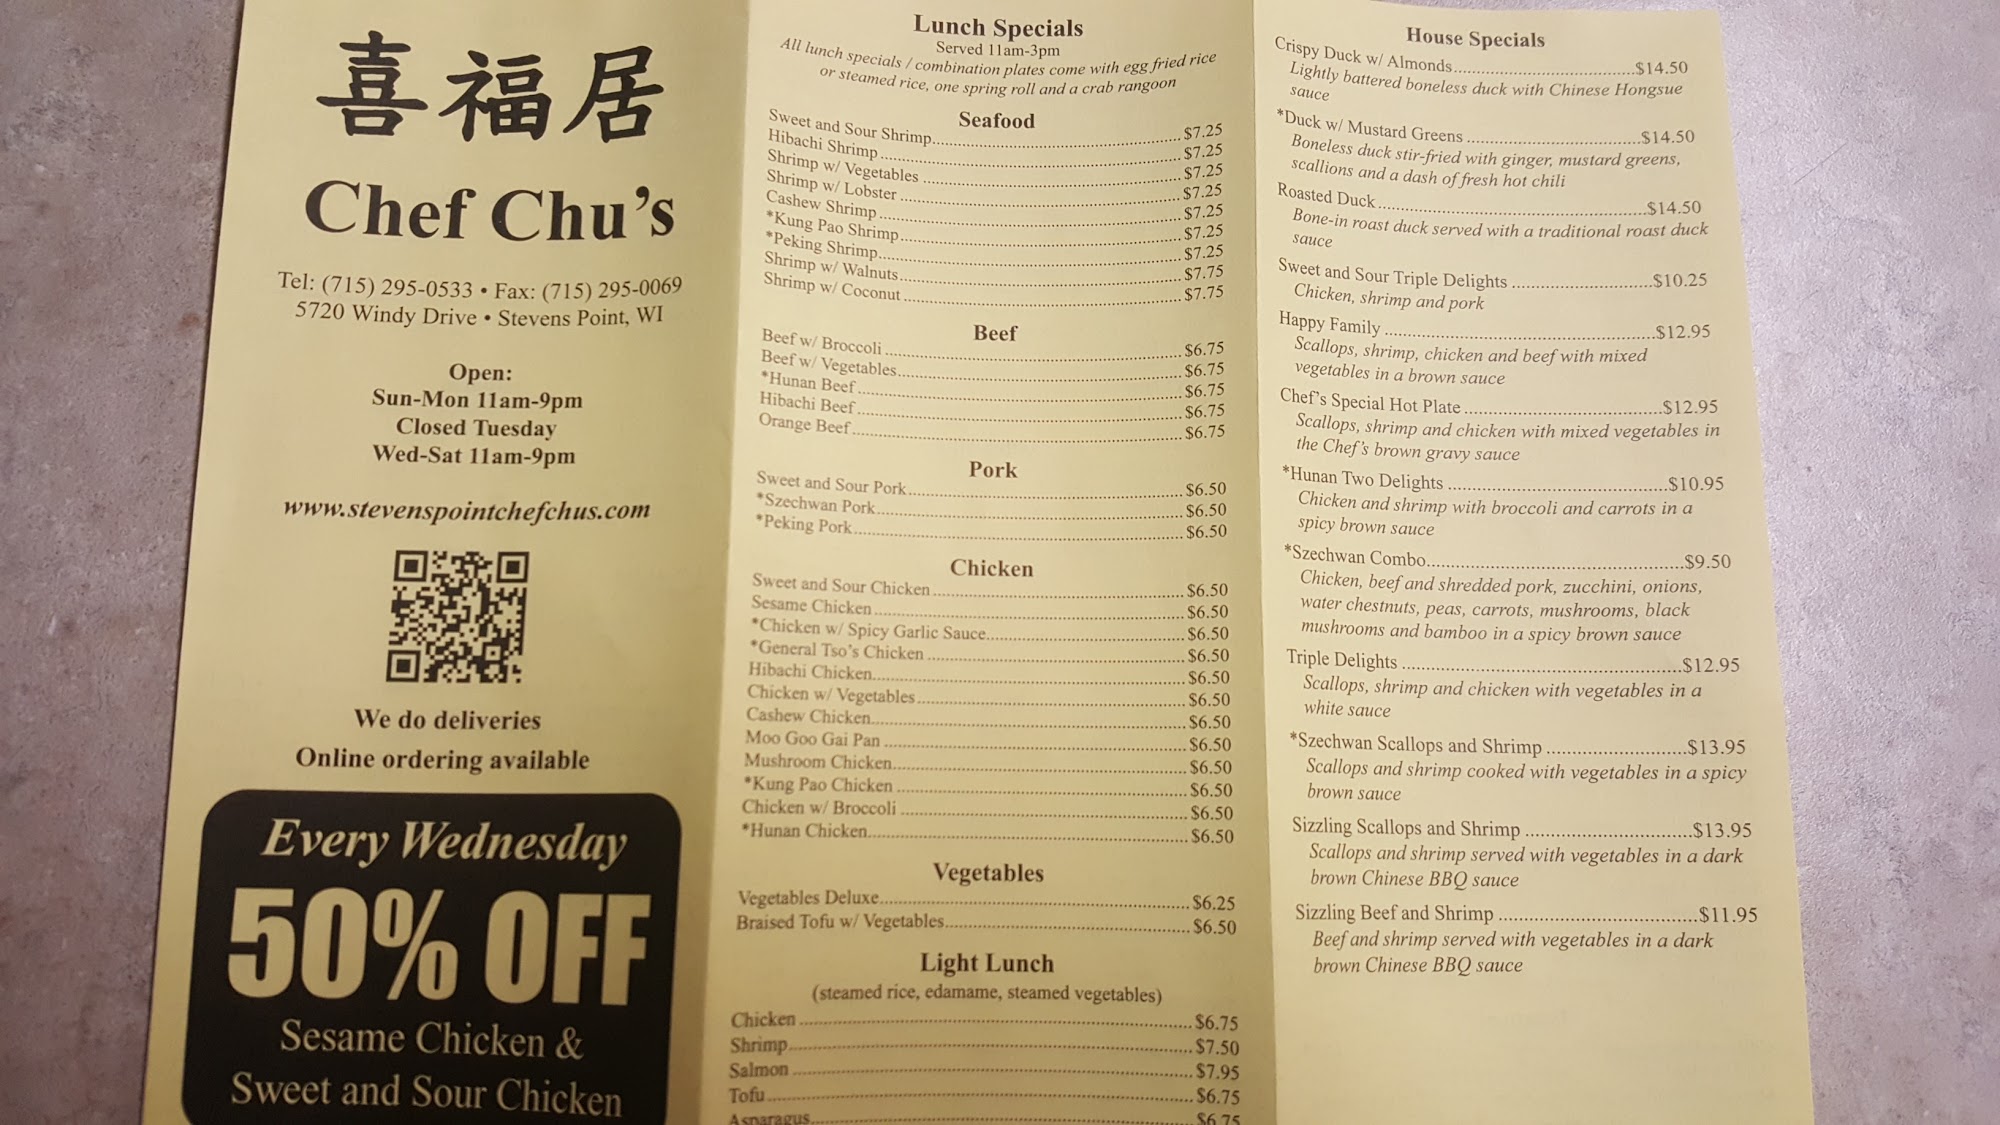 喜福居
Chef Chu's
Tel: (715) 295-0533 • Fax: (715) 295-0069
5720 Windy Drive • Stevens Point, WI
Open:
Sun-Mon 11am-9pm
Closed Tuesday
Wed-Sat 11am-9pm
www.stevenspointchefchus.com
We do deliveries
Online ordering available
Every Wednesday
50% OFF
Sesame Chicken &
Sweet and Sour Chicken
Lunch Specials
Served 11am-3pm
All lunch specials / combination plates come with egg fried rice
or steamed rice, one spring roll and a crab rangoon
Seafood
Sweet and Sour Shrimp $7.25
Hibachi Shrimp $7.25
Shrimp w/ Vegetables $7.25
Shrimp w/ Lobster $7.25
Cashew Shrimp $7.25
*Kung Pao Shrimp $7.25
*Peking Shrimp $7.25
Shrimp w/ Walnuts $7.75
Shrimp w/ Coconut $7.75
Beef
Beef w/ Broccoli $6.75
Beef w/ Vegetables $6.75
*Hunan Beef $6.75
Hibachi Beef $6.75
Orange Beef $6.75
Pork
Sweet and Sour Pork $6.50
*Szechwan Pork $6.50
*Peking Pork $6.50
Chicken
Sweet and Sour Chicken $6.50
Sesame Chicken $6.50
*Chicken w/ Spicy Garlic Sauce $6.50
*General Tso's Chicken $6.50
Hibachi Chicken $6.50
Chicken w/ Vegetables $6.50
Cashew Chicken $6.50
Moo Goo Gai Pan $6.50
Mushroom Chicken $6.50
*Kung Pao Chicken $6.50
Chicken w/ Broccoli $6.50
*Hunan Chicken $6.50
Vegetables
Vegetables Deluxe $6.25
Braised Tofu w/ Vegetables $6.50
Light Lunch
(steamed rice, edamame, steamed vegetables)
Chicken $6.75
Shrimp $7.50
Salmon $7.95
Tofu $6.75
Asparagus $6.75
House Specials
Crispy Duck w/ Almonds $14.50
Lightly battered boneless duck with Chinese Hongsue
sauce
*Duck w/ Mustard Greens $14.50
Boneless duck stir-fried with ginger, mustard greens,
scallions and a dash of fresh hot chili
Roasted Duck $14.50
Bone-in roast duck served with a traditional roast duck
sauce
Sweet and Sour Triple Delights $10.25
Chicken, shrimp and pork
Happy Family $12.95
Scallops, shrimp, chicken and beef with mixed
vegetables in a brown sauce
Chef's Special Hot Plate $12.95
Scallops, shrimp and chicken with mixed vegetables in
the Chef's brown gravy sauce
*Hunan Two Delights $10.95
Chicken and shrimp with broccoli and carrots in a
spicy brown sauce
*Szechwan Combo $9.50
Chicken, beef and shredded pork, zucchini, onions,
water chestnuts, peas, carrots, mushrooms, black
mushrooms and bamboo in a spicy brown sauce
Triple Delights $12.95
Scallops, shrimp and chicken with vegetables in a
white sauce
*Szechwan Scallops and Shrimp $13.95
Scallops and shrimp cooked with vegetables in a spicy
brown sauce
Sizzling Scallops and Shrimp $13.95
Scallops and shrimp served with vegetables in a dark
brown Chinese BBQ sauce
Sizzling Beef and Shrimp $11.95
Beef and shrimp served with vegetables in a dark
brown Chinese BBQ sauce